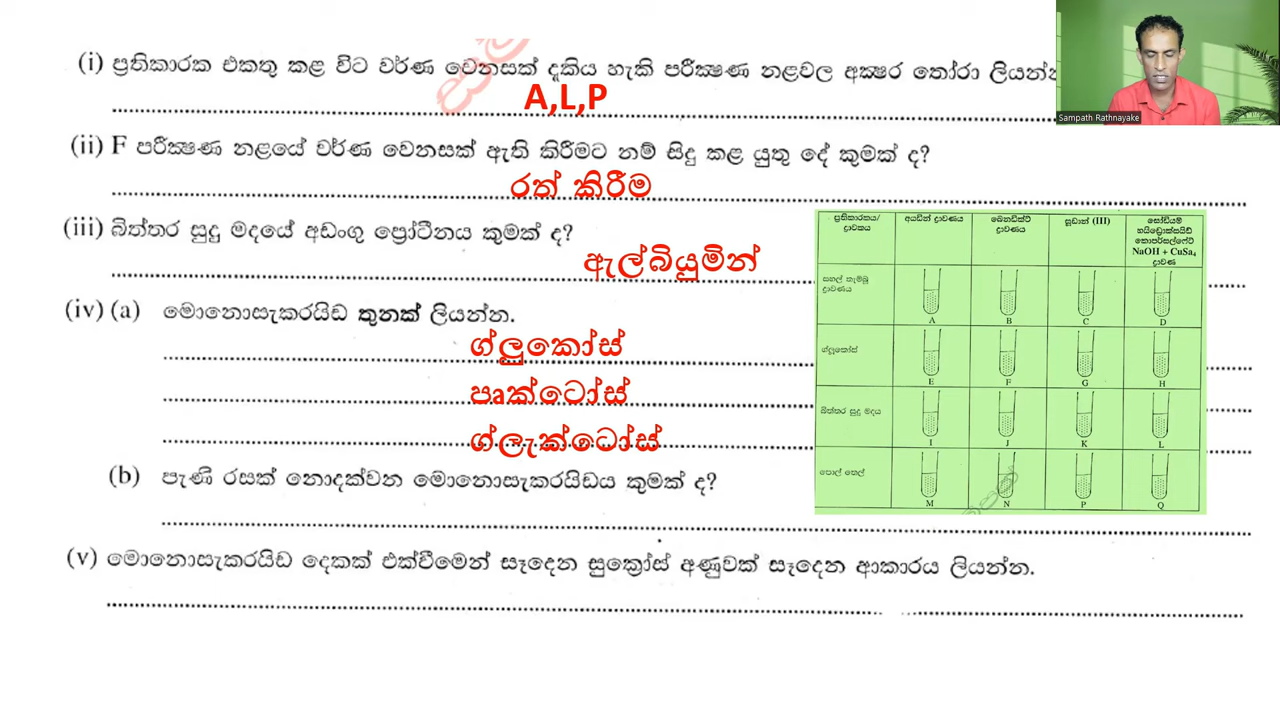 (i) ප්‍රතිකාරක එකතු කළ විට වර්ණ වෙනසක් දැකිය හැකි පරීක්ෂණ නළවල අක්ෂර තෝරා ලියන්න
A,L,P
(ii) F පරීක්ෂණ නළයේ වර්ණ වෙනසක් ඇති කිරීමට නම් සිදු කළ යුතු දේ කුමක් ද?
රත් කිරීම
(iii) බිත්තර සුදු මදයේ අඩංගු ප්‍රෝටීනය කුමක් ද?
ඇල්බියුමින්
(iv) (a) මොනොසැකරයිඩ තුනක් ලියන්න.
ග්ලුකෝස්
පෘක්ටෝස්
ග්ලැක්ටෝස්
(b) පැණි රසක් නොදක්වන මොනොසැකරයිඩය කුමක් ද?
(v) මොනොසැකරයිඩ දෙකක් එක්වීමෙන් සෑදෙන සුක්‍රෝස් අණුවක් සෑදෙන ආකාරය ලියන්න.
Sampath Rathnayake
ප්‍රතිකාරකය/ ද්‍රාවකය
අයඩින් ද්‍රාවණය
බෙනඩික්ට් ද්‍රාවණය
සූඩාන් (III)
සෝඩියම් හයිඩ්‍රොක්සයිඩ් කොපර්සල්ෆේට් NaOH + CuSa₄ ද්‍රාවණ
සහල් තැම්බූ ද්‍රාවණය
A B C D
ග්ලූකෝස්
E F G H
බිත්තර සුදු මදය
I J K L
පොල් තෙල්
M N P Q